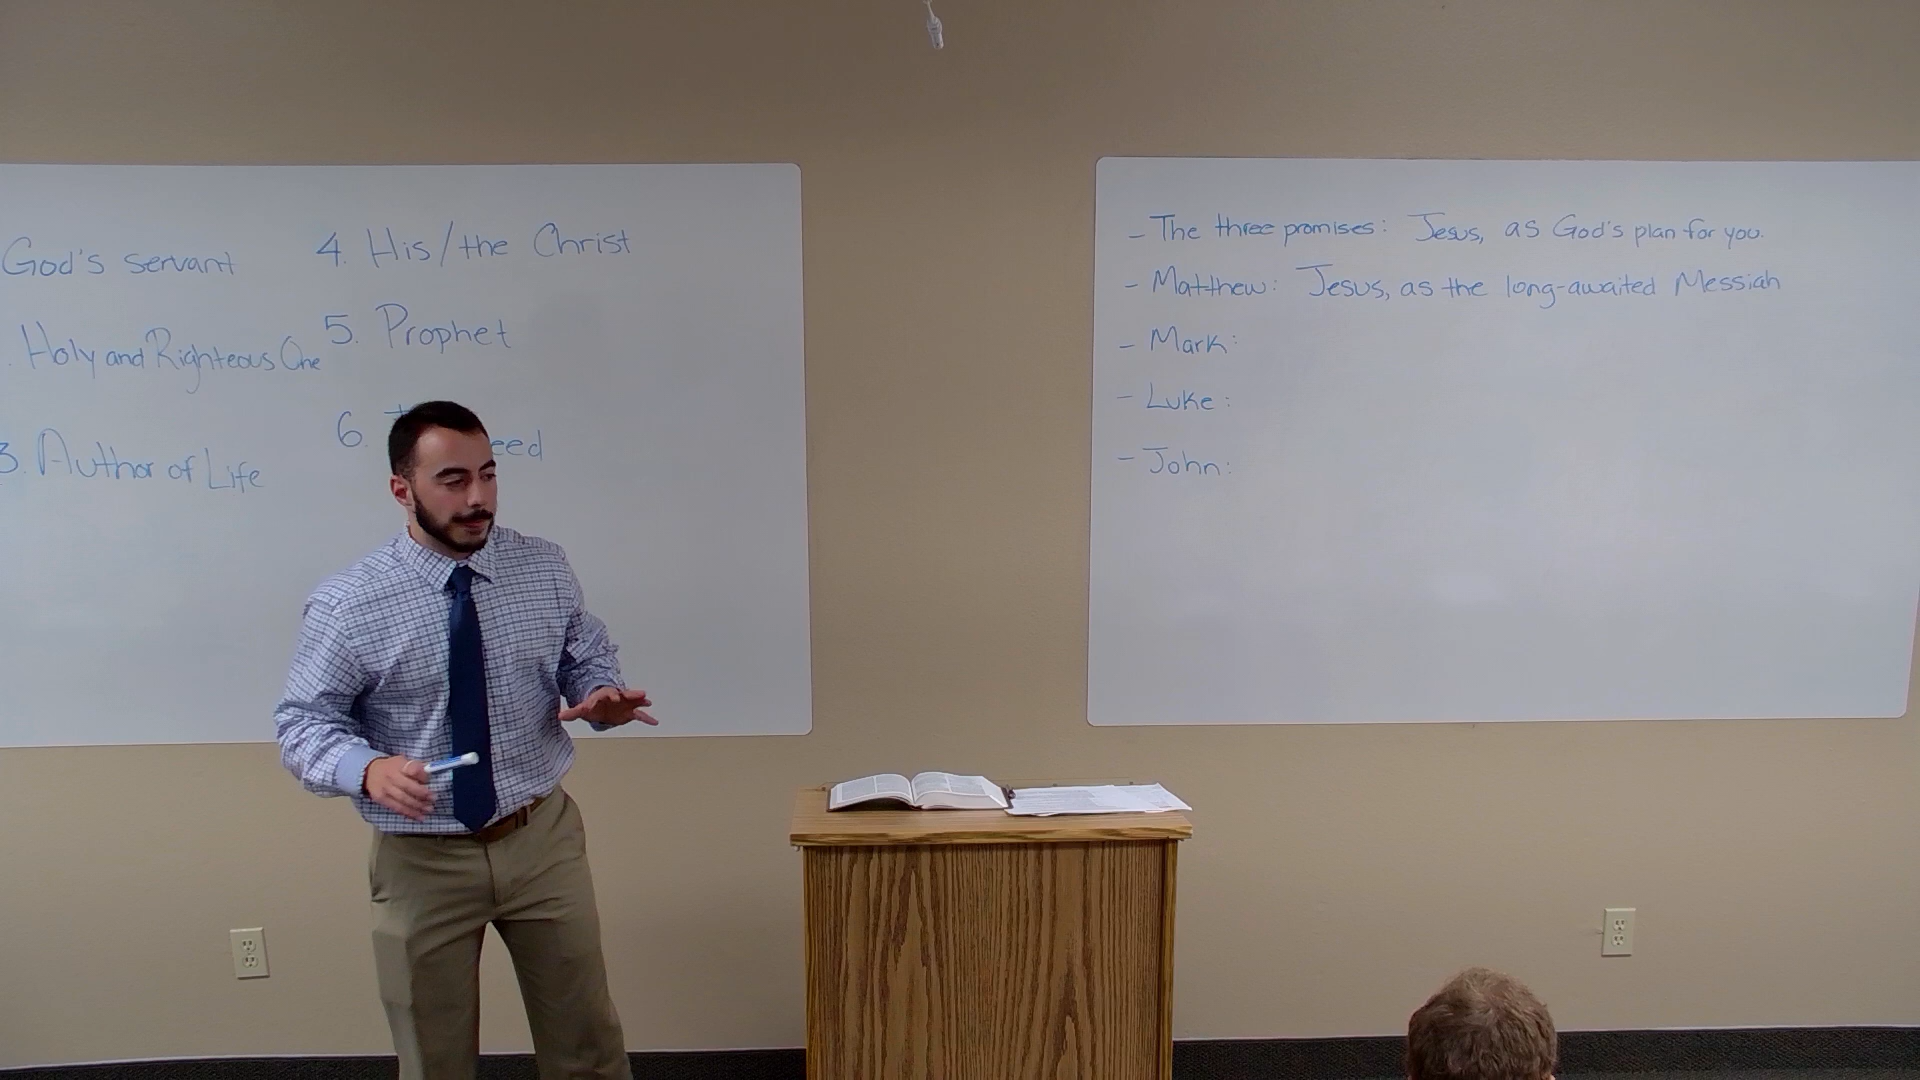 God's servant
Holy and Righteous One
3. Author of Life
4. His/the Christ
5. Prophet
6.
- The three promises: Jesus, as God's plan for you.
- Matthew: Jesus, as the long-awaited Messiah
- Mark:
- Luke:
- John: